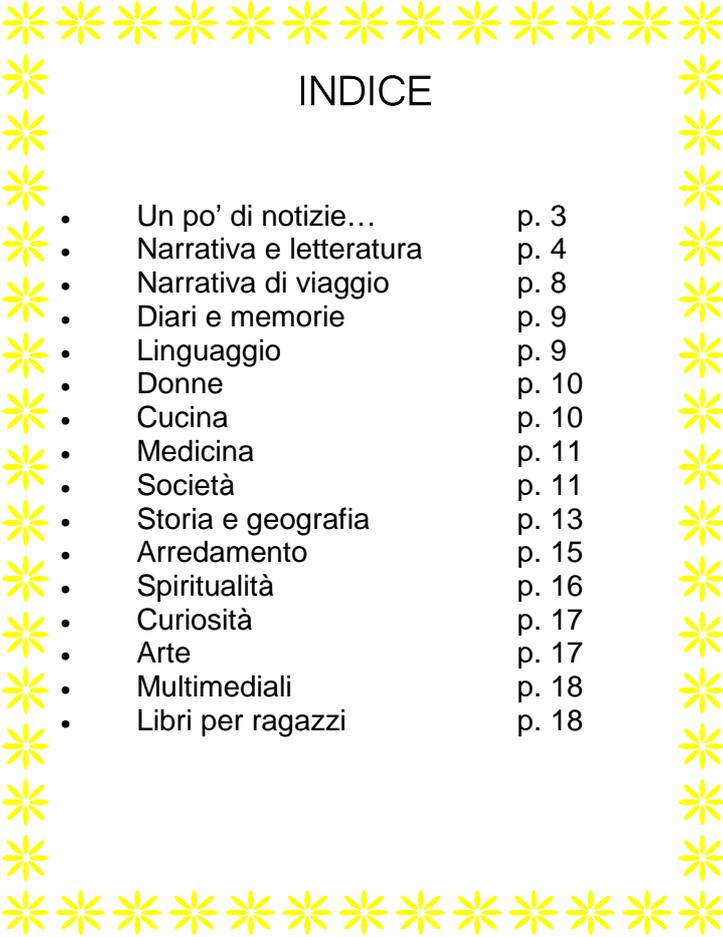 INDICE
• Un po’ di notizie… p. 3
• Narrativa e letteratura p. 4
• Narrativa di viaggio p. 8
• Diari e memorie p. 9
• Linguaggio p. 9
• Donne p. 10
• Cucina p. 10
• Medicina p. 11
• Società p. 11
• Storia e geografia p. 13
• Arredamento p. 15
• Spiritualità p. 16
• Curiosità p. 17
• Arte p. 17
• Multimediali p. 18
• Libri per ragazzi p. 18